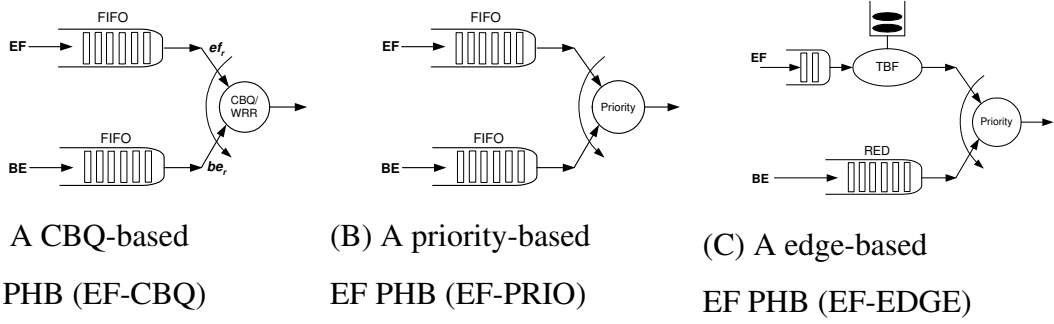 FIFO
EF
ef_r
CBQ/
WRR
FIFO
BE
be_r
A CBQ-based
PHB (EF-CBQ)
FIFO
EF
Priority
FIFO
BE
(B) A priority-based
EF PHB (EF-PRIO)
EF
TBF
Priority
RED
BE
(C) A edge-based
EF PHB (EF-EDGE)